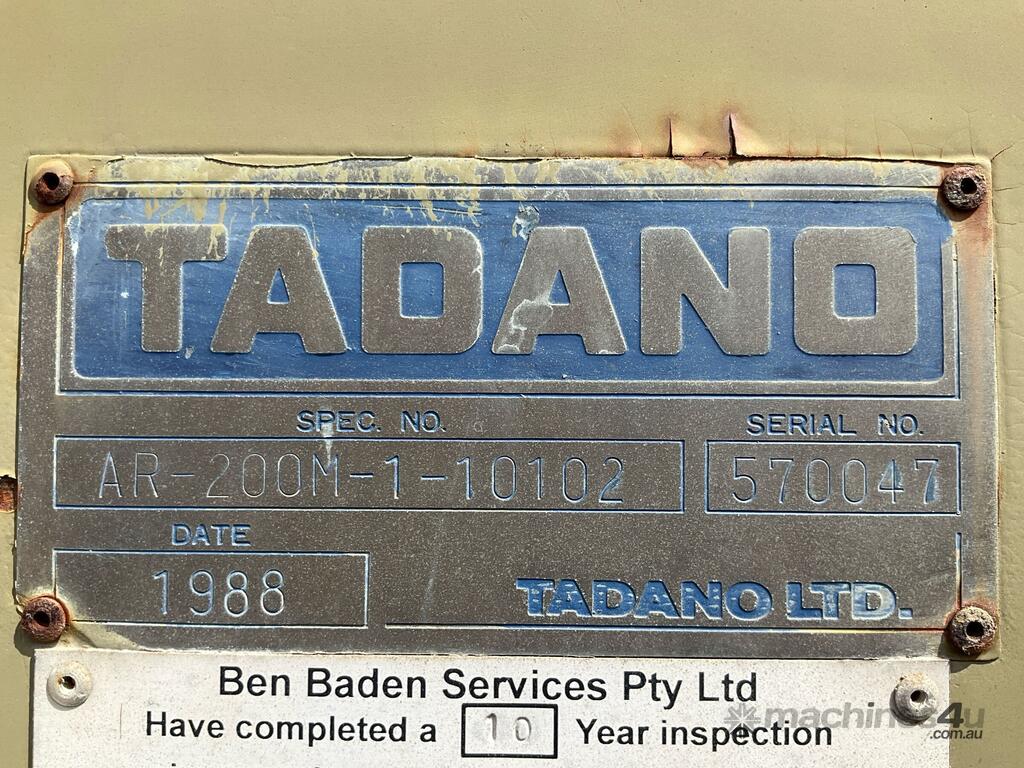 TADANO
SPEC. NO. SERIAL NO.
AR-200M-1-10102 570047
DATE
1988
TADANO LTD.
Ben Baden Services Pty Ltd
Have completed a 10 Year inspection
machines4u
.com.au